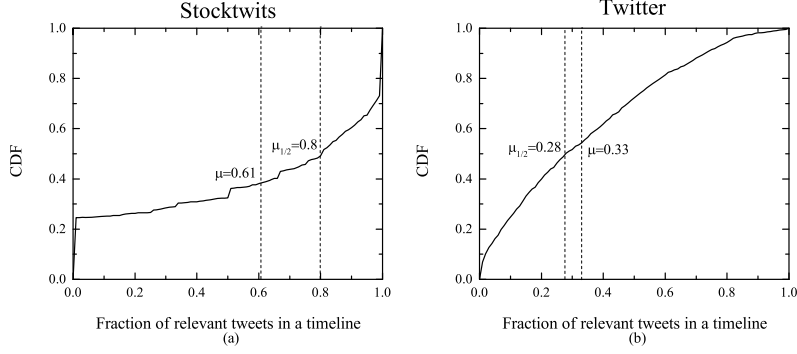 Stocktwits
1.0
0.8
0.6
0.4
0.2
0.0
CDF
μ1/2=0.8
μ=0.61
0.0 0.2 0.4 0.6 0.8 1.0
Fraction of relevant tweets in a timeline
(a)
Twitter
1.0
0.8
0.6
0.4
0.2
0.0
CDF
μ1/2=0.28
μ=0.33
0.0 0.2 0.4 0.6 0.8 1.0
Fraction of relevant tweets in a timeline
(b)